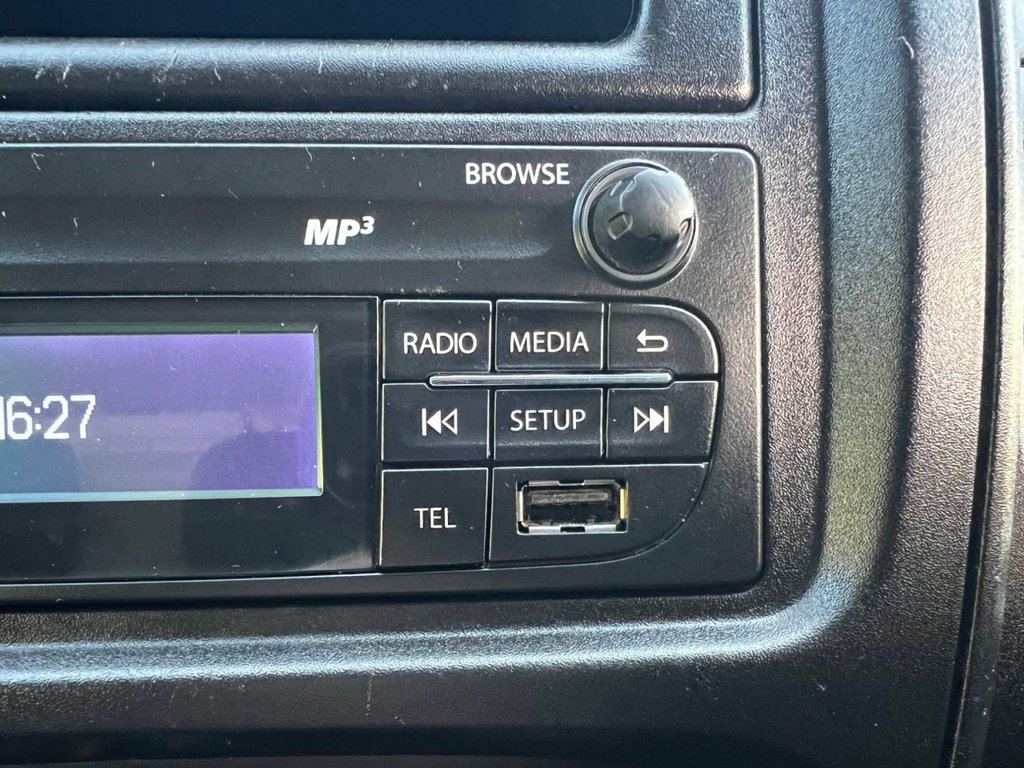 BROWSE
MP3
RADIO MEDIA
16:27
SETUP
TEL